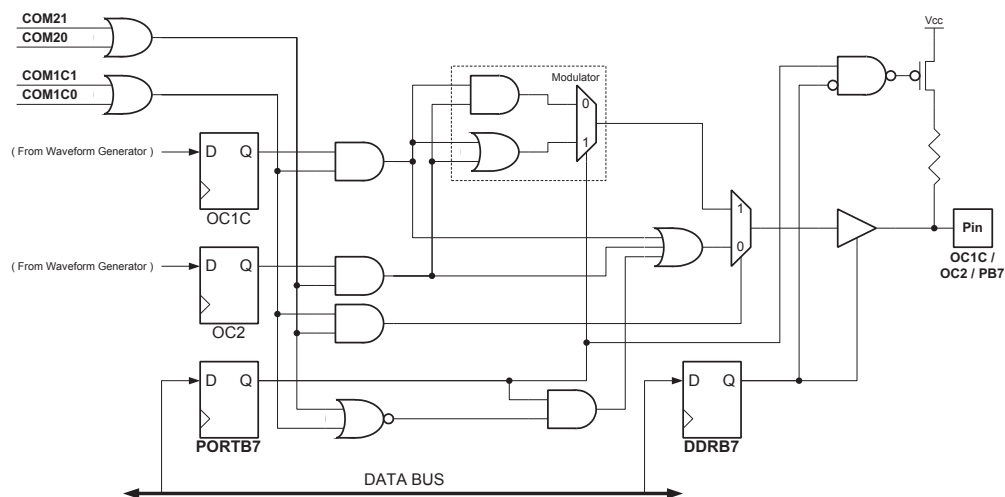 COM21
COM20
COM1C1
COM1C0
Vcc
Modulator
0
1
( From Waveform Generator )
D Q
OC1C
1
0
Pin
OC1C /
OC2 / PB7
( From Waveform Generator )
D Q
OC2
D Q
PORTB7
D Q
DDRB7
DATA BUS